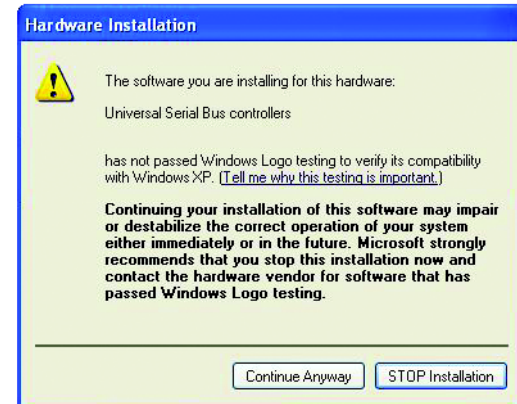 Hardware Installation
The software you are installing for this hardware:
Universal Serial Bus controllers
has not passed Windows Logo testing to verify its compatibility
with Windows XP. (Tell me why this testing is important.)
Continuing your installation of this software may impair
or destabilize the correct operation of your system
either immediately or in the future. Microsoft strongly
recommends that you stop this installation now and
contact the hardware vendor for software that has
passed Windows Logo testing.
Continue Anyway STOP Installation